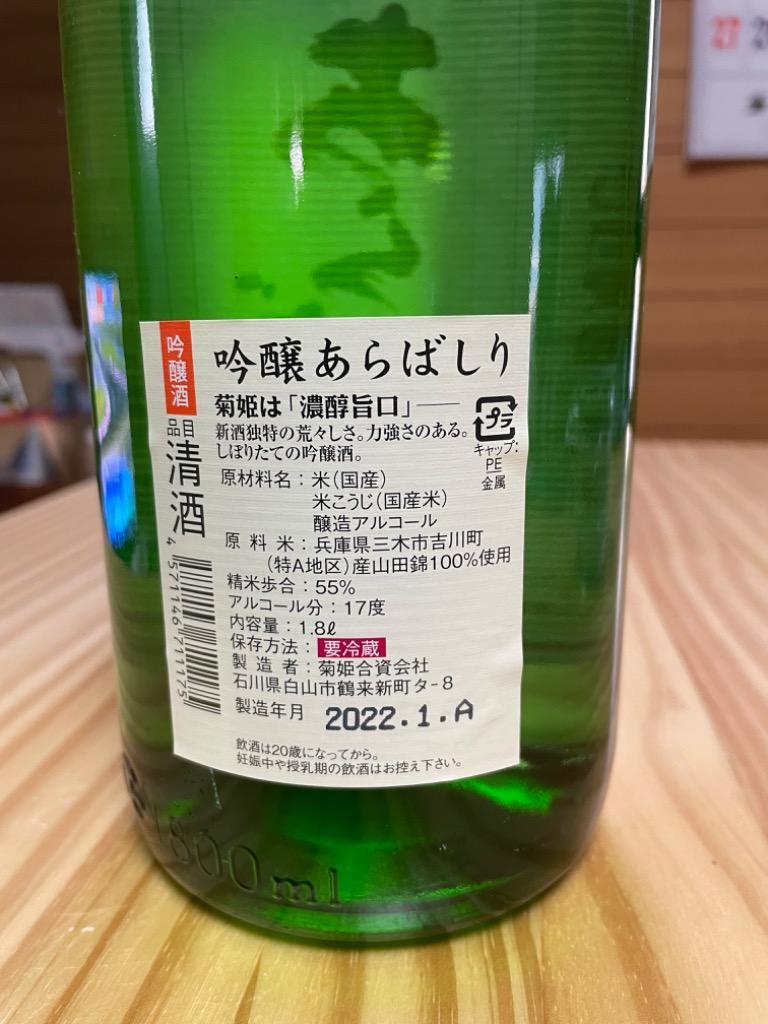 27
吟醸酒
品目
清酒
吟醸あらばしり
菊姫は「濃醇旨口」──
新酒独特の荒々しさ。力強さのある。
しぼりたての吟醸酒。
プラ
キャップ:
PE
金属
原材料名:米(国産)
米こうじ(国産米)
醸造アルコール
原料米:兵庫県三木市吉川町
(特A地区)産山田錦100%使用
精米歩合:55%
アルコール分:17度
内容量:1.8ℓ
保存方法:要冷蔵
製造者:菊姫合資会社
石川県白山市鶴来新町タ-8
製造年月 2022.1.A
飲酒は20歳になってから。
妊娠中や授乳期の飲酒はお控え下さい。
4 571146 711175
1800ml